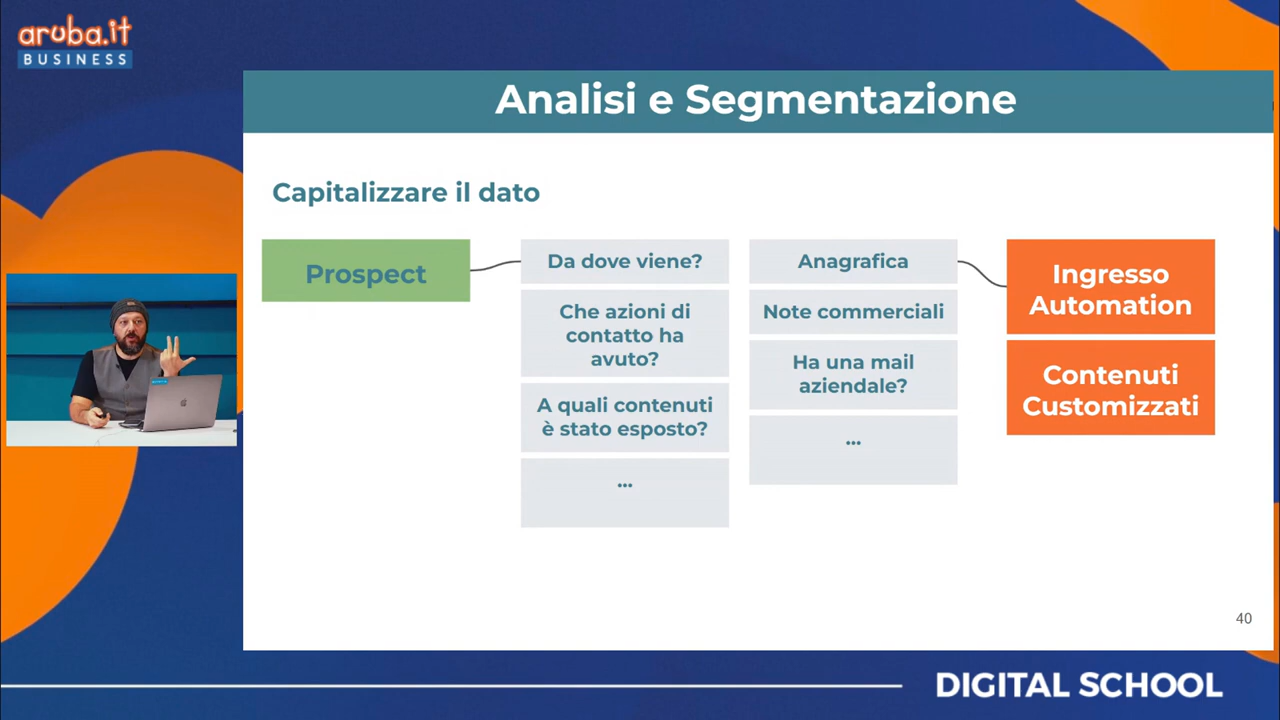 aruba.it
BUSINESS
Analisi e Segmentazione
Capitalizzare il dato
Prospect
Da dove viene?
Che azioni di
contatto ha
avuto?
A quali contenuti
è stato esposto?
...
Anagrafica
Note commerciali
Ha una mail
aziendale?
...
Ingresso
Automation
Contenuti
Customizzati
40
DIGITAL SCHOOL